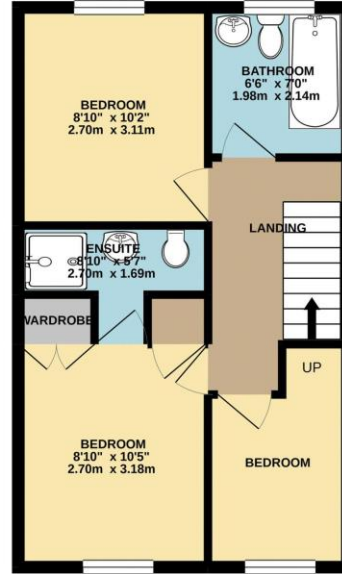 BEDROOM
8'10" x 10'2"
2.70m x 3.11m
BATHROOM
6'6" x 7'0"
1.98m x 2.14m
LANDING
ENSUITE
8'10" x 5'7"
2.70m x 1.69m
WARDROBE
UP
BEDROOM
8'10" x 10'5"
2.70m x 3.18m
BEDROOM